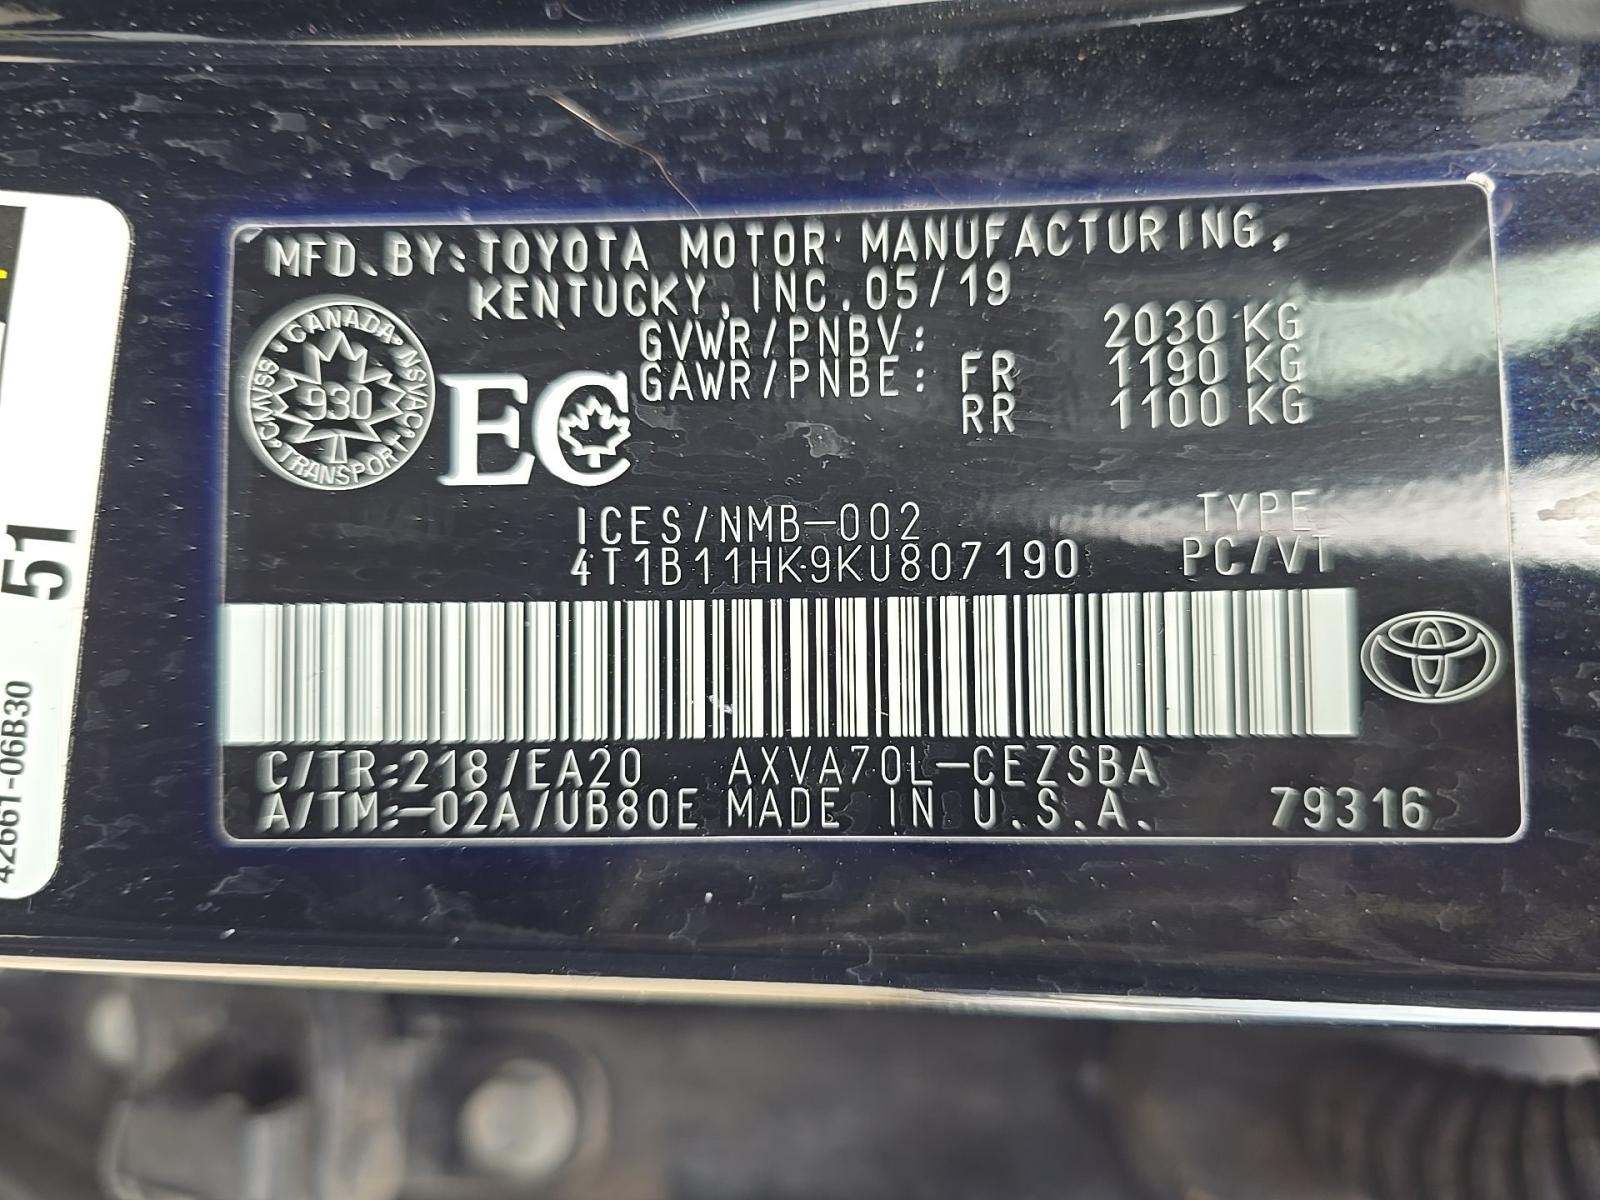 MFD. BY: TOYOTA MOTOR MANUFACTURING,
KENTUCKY, INC. 05/19
GVWR/PNBV: 2030 KG
GAWR/PNBE: FR 1190 KG
RR 1100 KG
CANADA
CMVSS NSVAC
930
TRANSPORT
EC
ICES/NMB-002
TYPE
4T1B11HK9KU807190
PC/VT
C/TR:218/EA20 AXVA70L-CEZSBA
A/TM:-02A/UB80E MADE IN U.S.A. 79316
51
42661-06B30